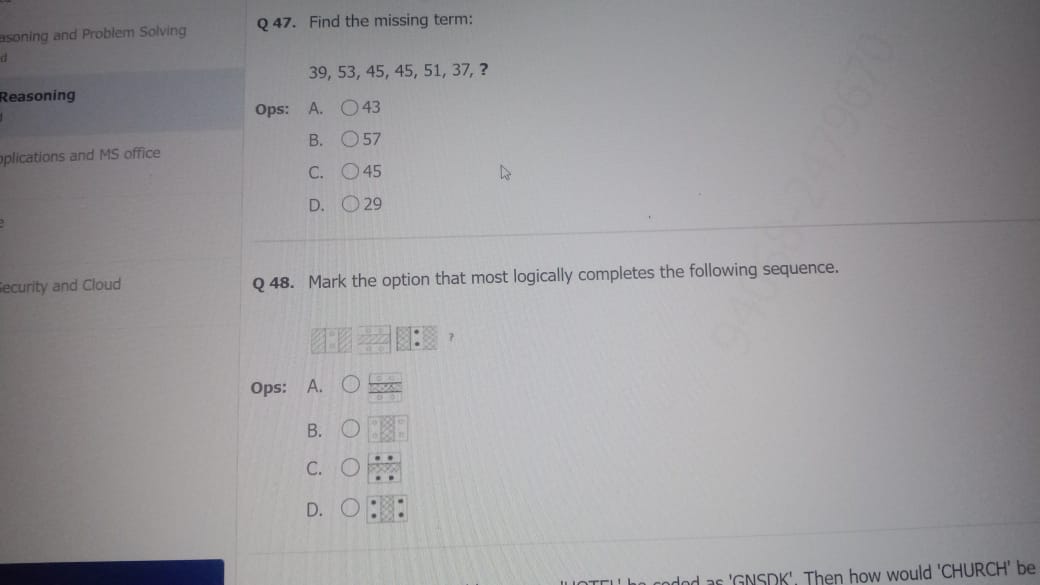 asoning and Problem Solving
d
Reasoning
plications and MS office
e
Security and Cloud
Q 47. Find the missing term:
39, 53, 45, 45, 51, 37, ?
Ops: A. 43
B. 57
C. 45
D. 29
Q 48. Mark the option that most logically completes the following sequence.
?
Ops: A.
B.
C.
D.
'HOTEL' be coded as 'GNSDK'. Then how would 'CHURCH' be